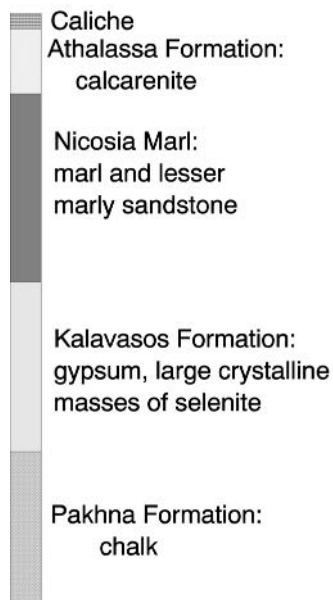 Caliche
Athalassa Formation:
calcarenite
Nicosia Marl:
marl and lesser
marly sandstone
Kalavasos Formation:
gypsum, large crystalline
masses of selenite
Pakhna Formation:
chalk